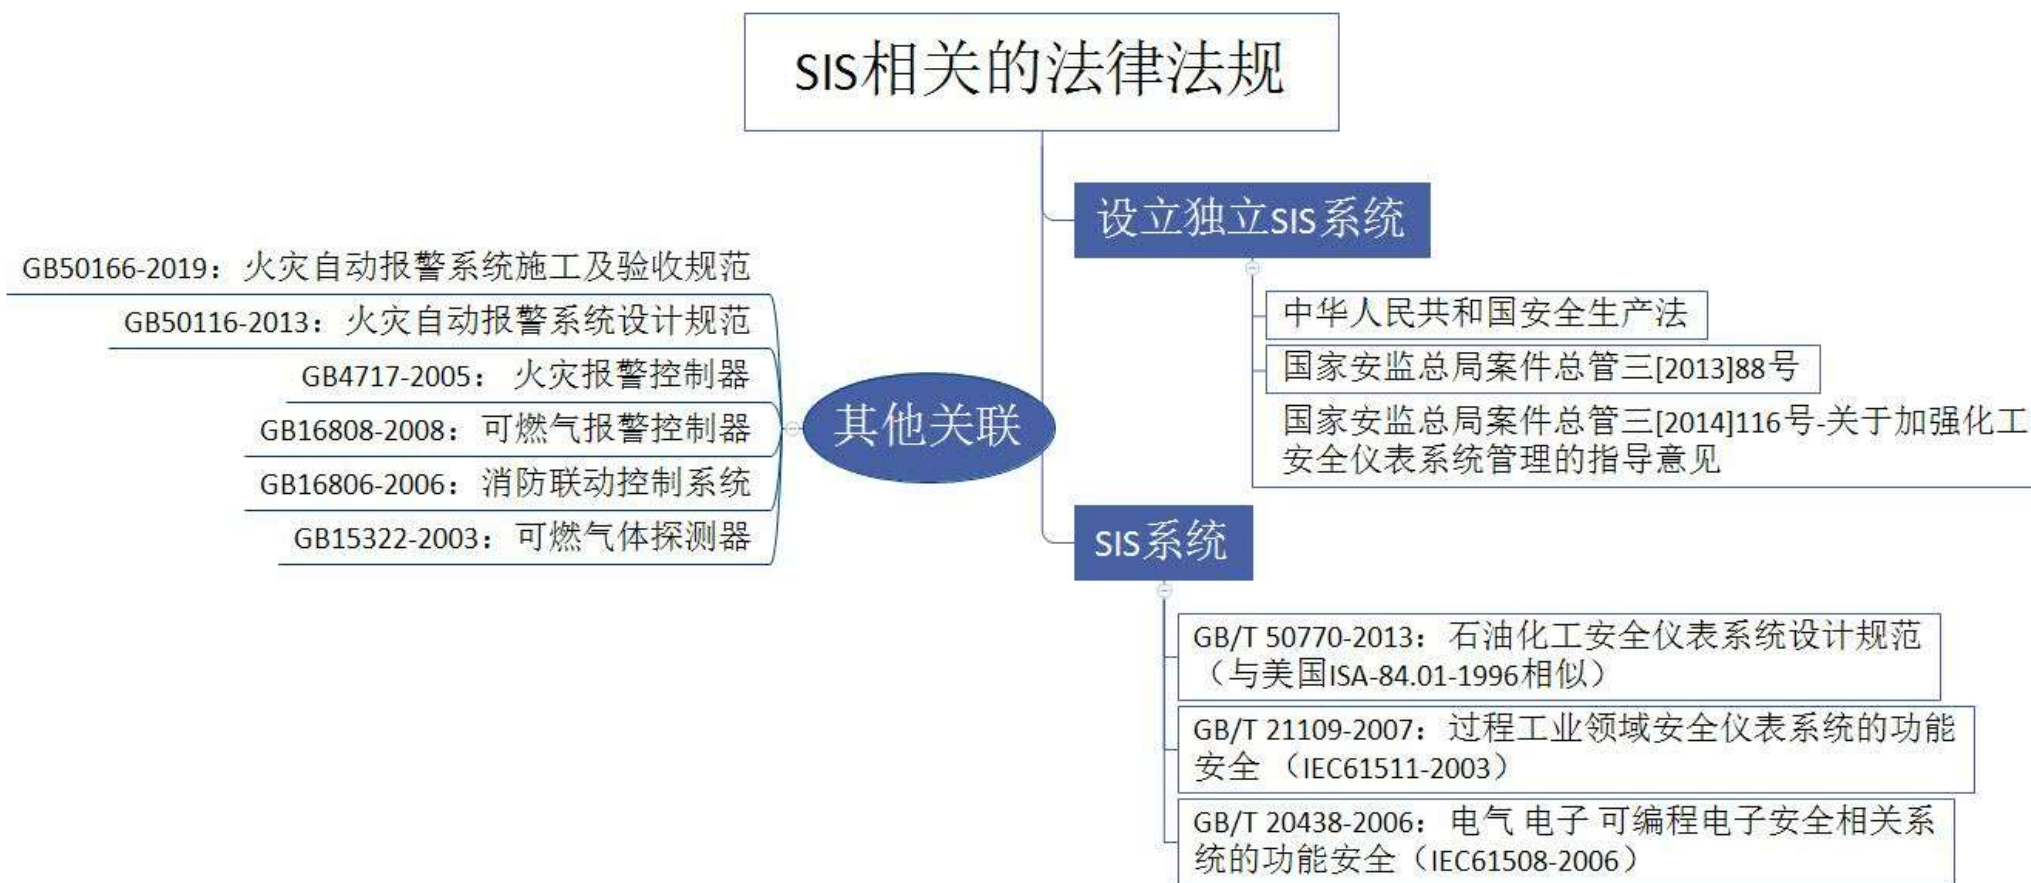 SIS相关的法律法规
设立独立SIS系统
中华人民共和国安全生产法
国家安监总局案件总管三[2013]88号
国家安监总局案件总管三[2014]116号-关于加强化工
安全仪表系统管理的指导意见
SIS系统
GB/T 50770-2013：石油化工安全仪表系统设计规范
（与美国ISA-84.01-1996相似）
GB/T 21109-2007：过程工业领域安全仪表系统的功能
安全 （IEC61511-2003）
GB/T 20438-2006：电气 电子 可编程电子安全相关系
统的功能安全（IEC61508-2006）
其他关联
GB50166-2019：火灾自动报警系统施工及验收规范
GB50116-2013：火灾自动报警系统设计规范
GB4717-2005： 火灾报警控制器
GB16808-2008：可燃气报警控制器
GB16806-2006：消防联动控制系统
GB15322-2003：可燃气体探测器